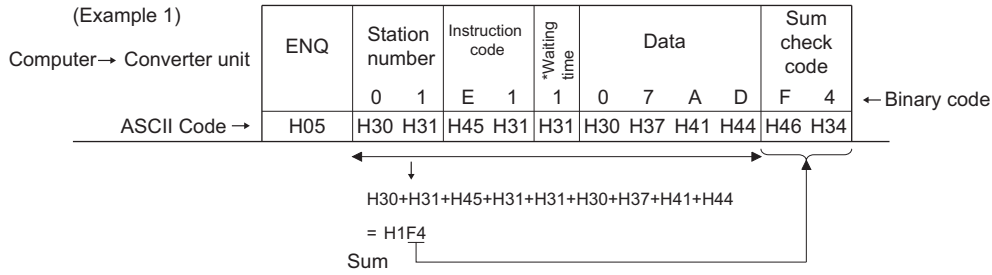 (Example 1)
Computer→ Converter unit
ENQ
Station
number
Instruction
code
*Waiting
time
Data
Sum
check
code
0 1 E 1 1 0 7 A D F 4 ←Binary code
ASCII Code → H05 H30 H31 H45 H31 H31 H30 H37 H41 H44 H46 H34
H30+H31+H45+H31+H31+H30+H37+H41+H44
= H1F4
Sum